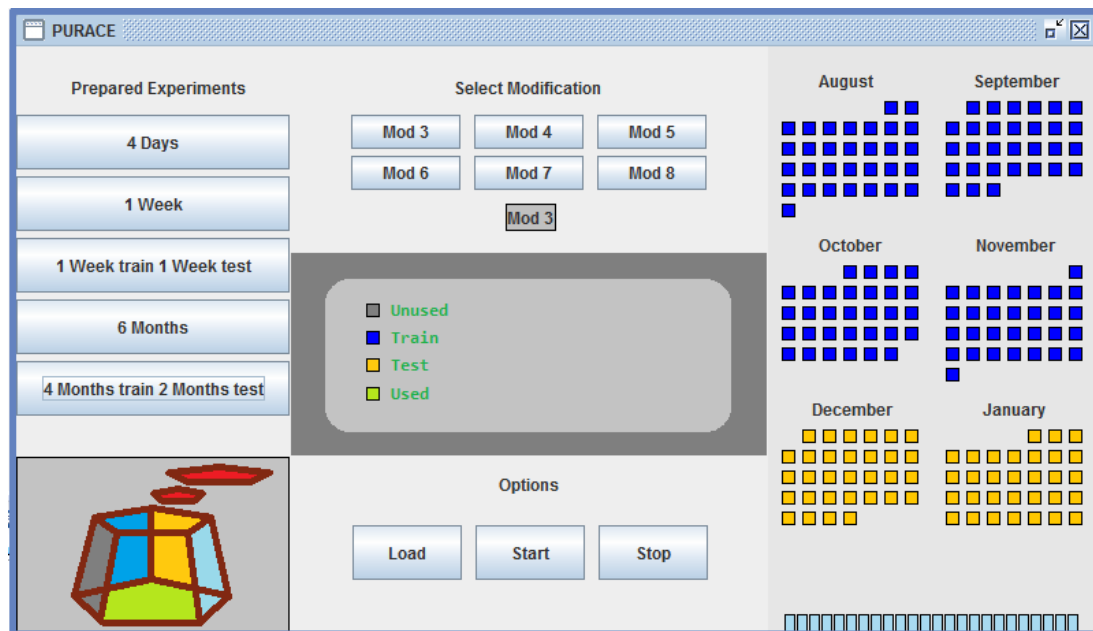 PURACE
Prepared Experiments
4 Days
1 Week
1 Week train 1 Week test
6 Months
4 Months train 2 Months test
Select Modification
Mod 3 Mod 4 Mod 5
Mod 6 Mod 7 Mod 8
Mod 3
Unused
Train
Test
Used
Options
Load Start Stop
August September
October November
December January